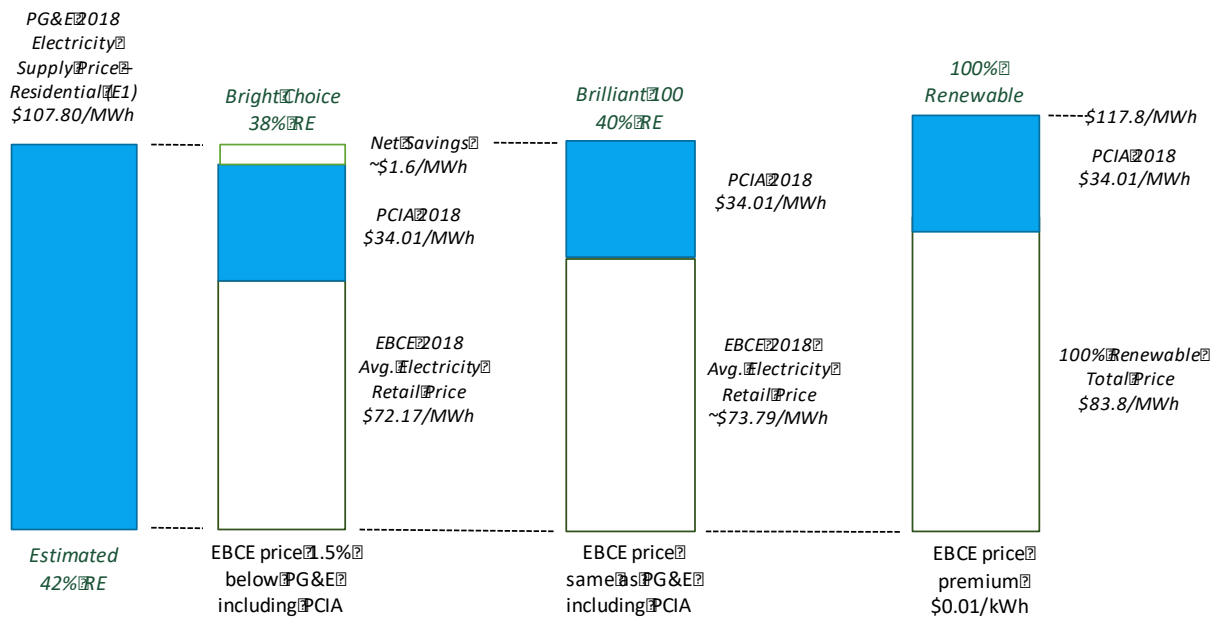 PG&E 2018
Electricity
Supply Price –
Residential (E1)
$107.80/MWh
Estimated
42% RE
Bright Choice
38% RE
Net Savings
~$1.6/MWh
PCIA 2018
$34.01/MWh
EBCE 2018
Avg. Electricity
Retail Price
$72.17/MWh
EBCE price 1.5%
below PG&E
including PCIA
Brilliant 100
40% RE
PCIA 2018
$34.01/MWh
EBCE 2018
Avg. Electricity
Retail Price
~$73.79/MWh
EBCE price
same as PG&E
including PCIA
100%
Renewable
$117.8/MWh
PCIA 2018
$34.01/MWh
100% Renewable
Total Price
$83.8/MWh
EBCE price
premium
$0.01/kWh